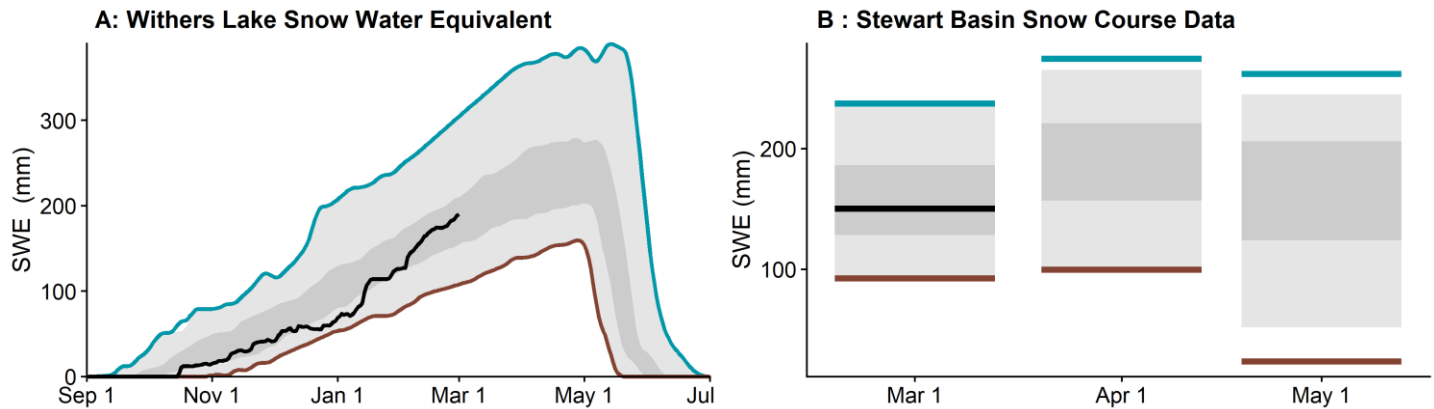 A: Withers Lake Snow Water Equivalent
SWE (mm)
300
200
100
0
Sep 1 Nov 1 Jan 1 Mar 1 May 1 Jul
B : Stewart Basin Snow Course Data
SWE (mm)
200
100
Mar 1 Apr 1 May 1